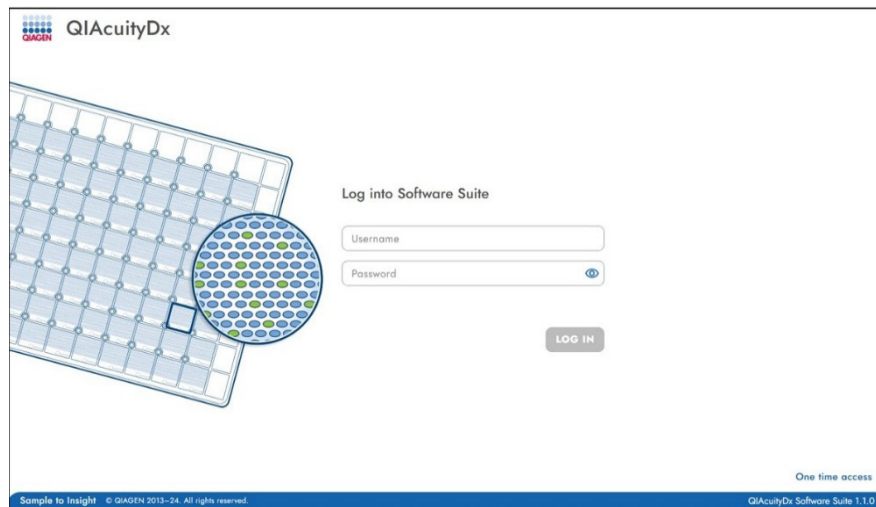 QIAGEN
QIAcuityDx
Log into Software Suite
Username
Password
LOG IN
One time access
Sample to Insight © QIAGEN 2013–24. All rights reserved.
QIAcuityDx Software Suite 1.1.0